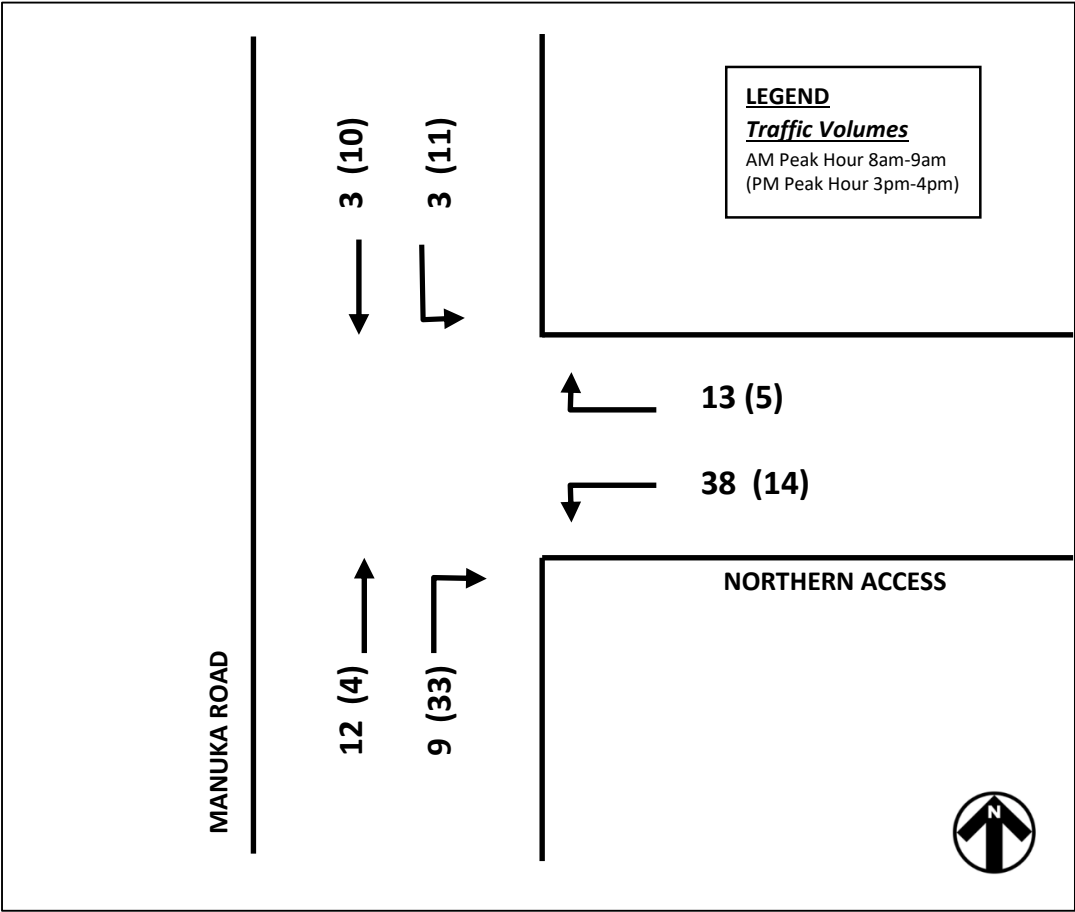 LEGEND
Traffic Volumes
AM Peak Hour 8am-9am
(PM Peak Hour 3pm-4pm)
3 (10)
3 (11)
13 (5)
38 (14)
NORTHERN ACCESS
12 (4)
9 (33)
MANUKA ROAD
N